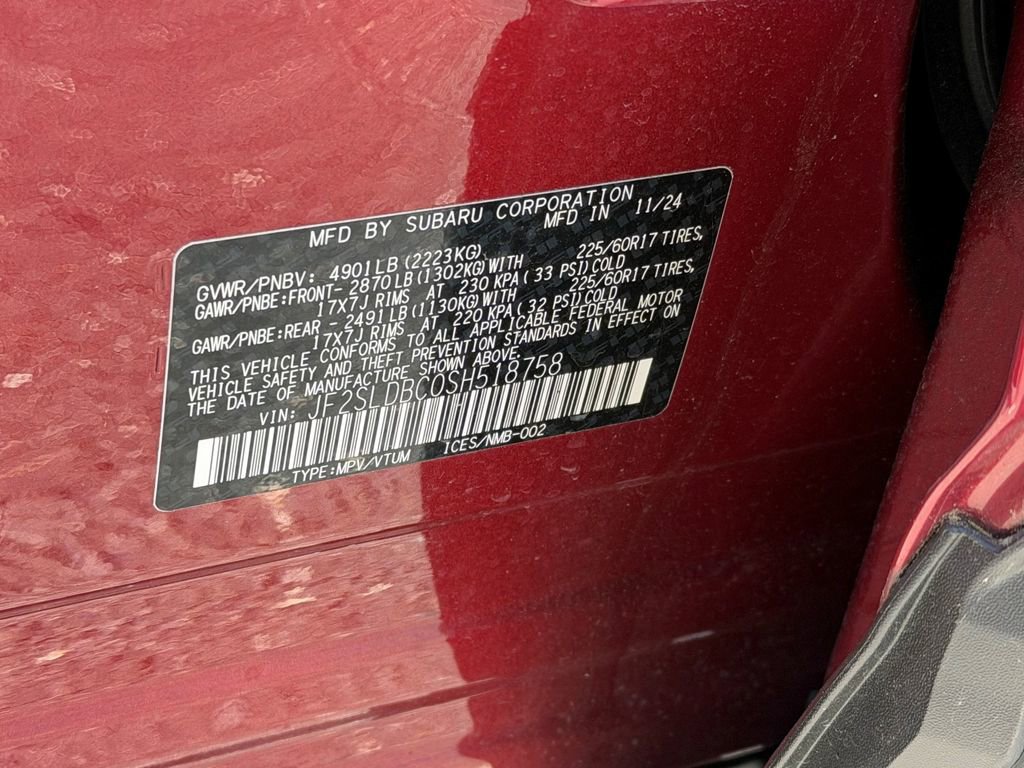 MFD BY SUBARU CORPORATION
MFD IN 11/24
GVWR/PNBV: 4901LB(2223KG)
GAWR/PNBE:FRONT- 2870LB(1302KG)WITH 225/60R17 TIRES,
17x7J RIMS AT 230 KPA(33 PSI)COLD
GAWR/PNBE:REAR - 2491LB(1130KG)WITH 225/60R17 TIRES,
17x7J RIMS AT 220 KPA(32 PSI)COLD
THIS VEHICLE CONFORMS TO ALL APPLICABLE FEDERAL MOTOR
VEHICLE SAFETY AND THEFT PREVENTION STANDARDS IN EFFECT ON
THE DATE OF MANUFACTURE SHOWN ABOVE.
VIN: JF2SLDBC0SH518758
TYPE:MPV/VTUM ICES/NMB-002